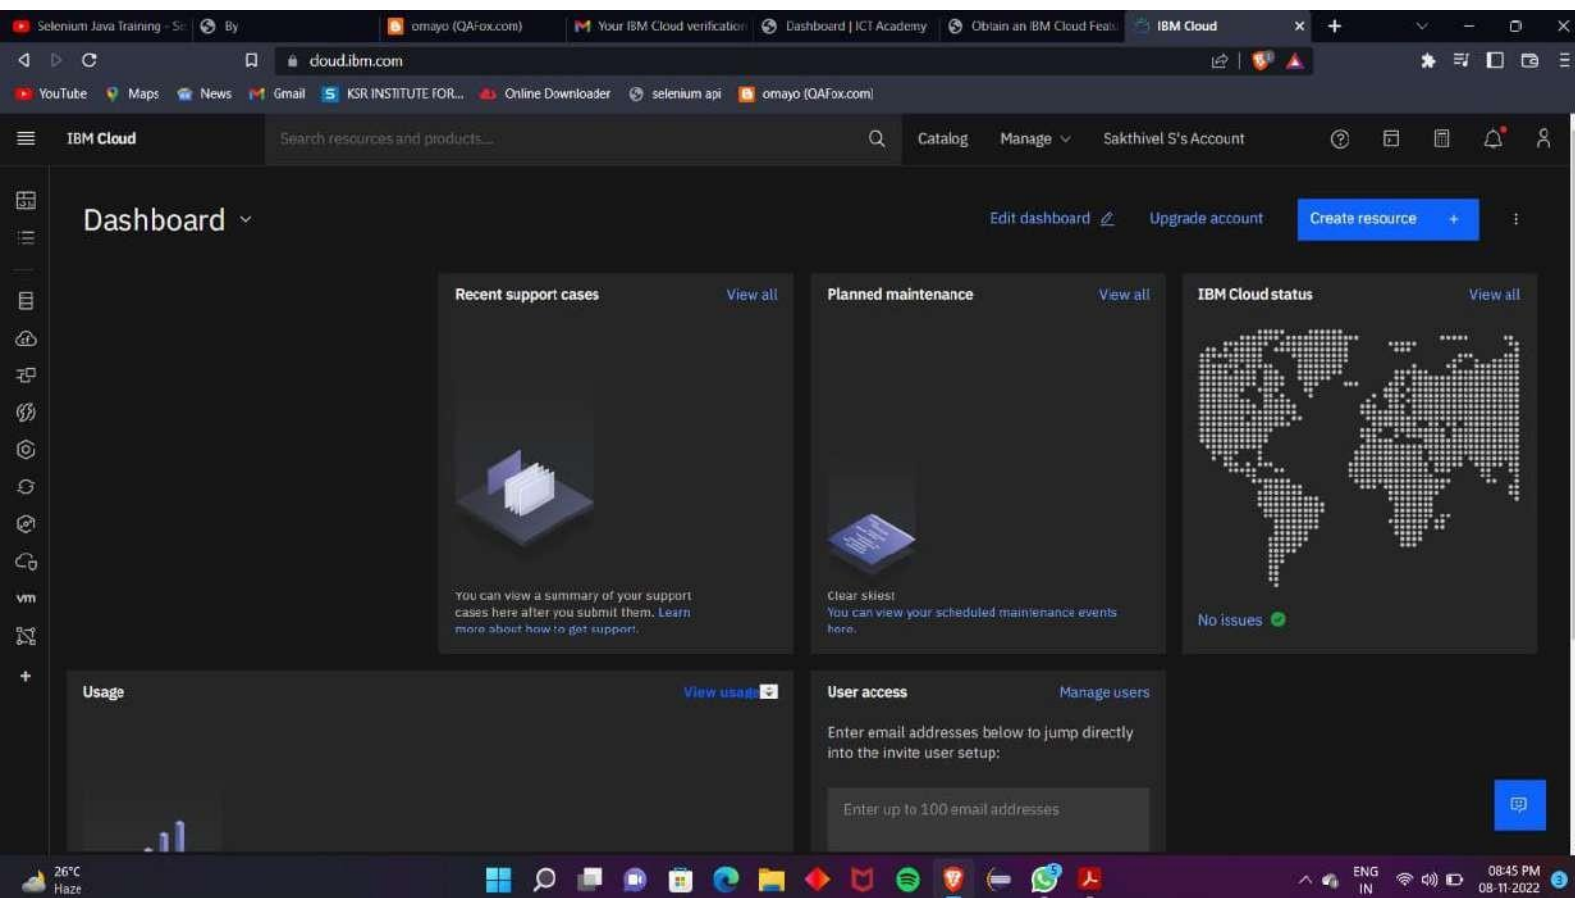 Selenium Java Training - Se
By
omayo (QAFox.com)
Your IBM Cloud verification
Dashboard | ICT Academy
Obtain an IBM Cloud Featu
IBM Cloud
cloud.ibm.com
YouTube
Maps
News
Gmail
KSR INSTITUTE FOR...
Online Downloader
selenium api
omayo (QAFox.com)
IBM Cloud
Search resources and products...
Catalog
Manage
Sakthivel S's Account
Dashboard
Edit dashboard
Upgrade account
Create resource +
Recent support cases
View all
You can view a summary of your support
cases here after you submit them. Learn
more about how to get support.
Planned maintenance
View all
Clear skies!
You can view your scheduled maintenance events
here.
IBM Cloud status
View all
No issues
vm
Usage
View usage
User access
Manage users
Enter email addresses below to jump directly
into the invite user setup:
Enter up to 100 email addresses
26°C
Haze
5
ENG
IN
08:45 PM
08-11-2022
3